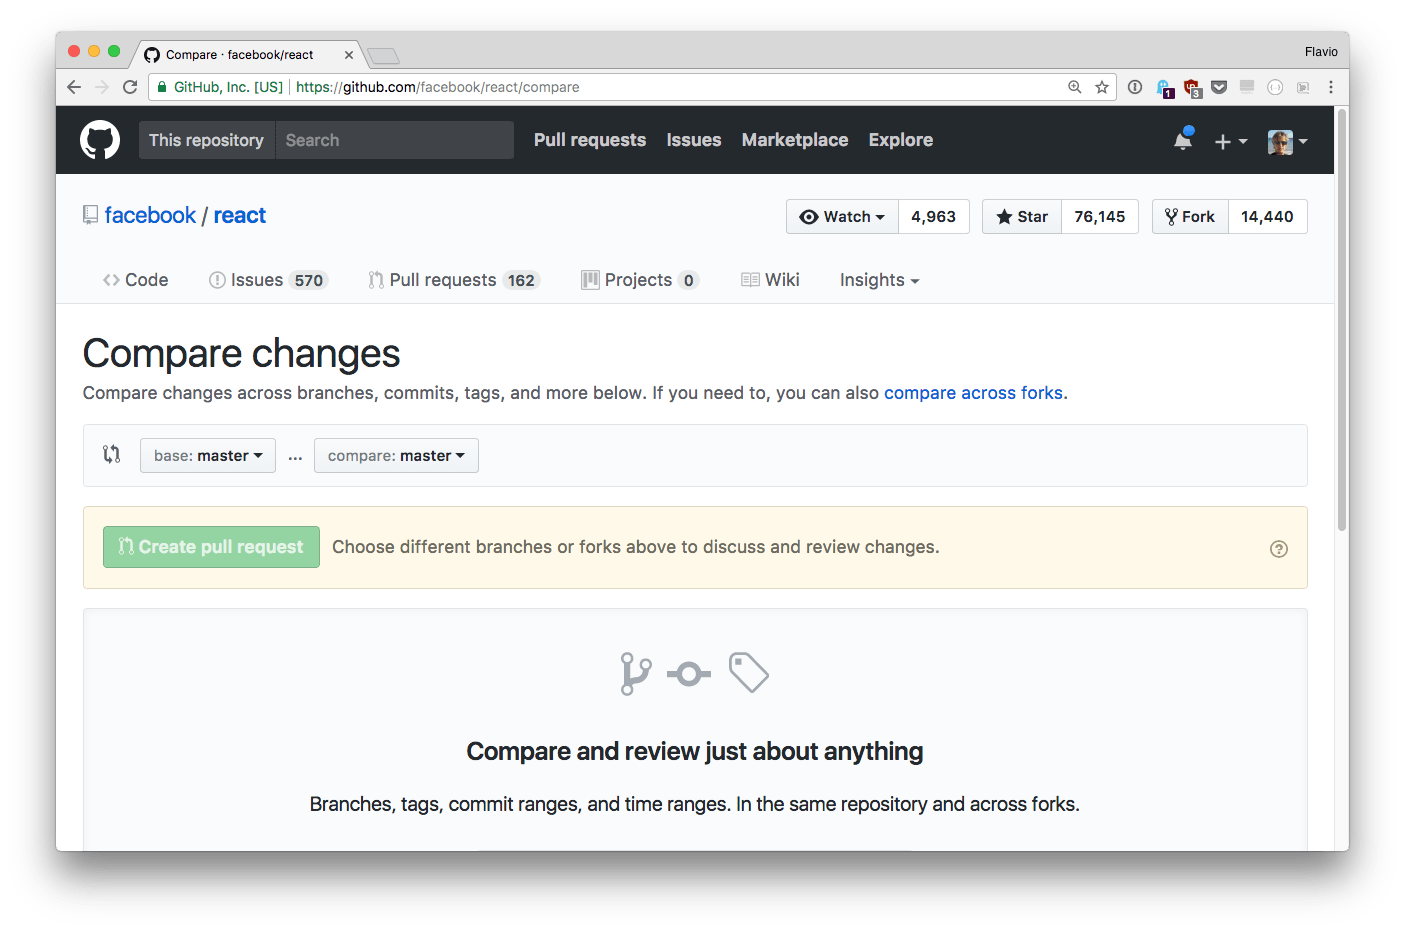 Compare · facebook/react
Flavio
GitHub, Inc. [US] https://github.com/facebook/react/compare
1
3
This repository Search Pull requests Issues Marketplace Explore
facebook / react
Watch 4,963 Star 76,145 Fork 14,440
Code Issues 570 Pull requests 162 Projects 0 Wiki Insights
Compare changes
Compare changes across branches, commits, tags, and more below. If you need to, you can also compare across forks.
base: master ... compare: master
Create pull request Choose different branches or forks above to discuss and review changes.
Compare and review just about anything
Branches, tags, commit ranges, and time ranges. In the same repository and across forks.